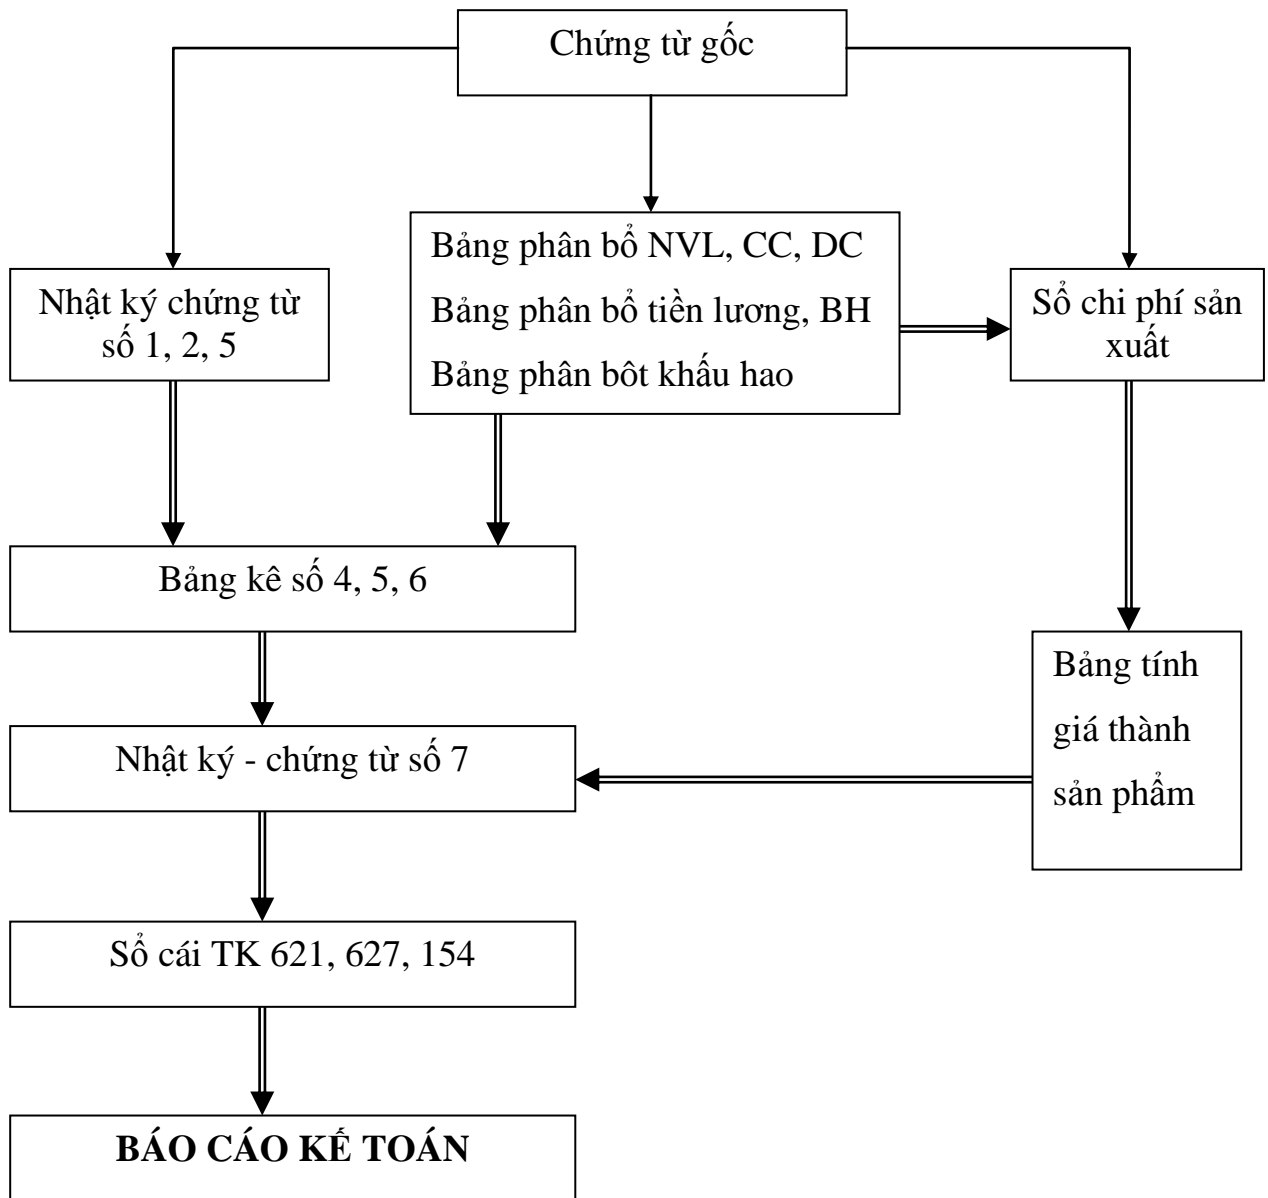 Chứng từ gốc
Bảng phân bổ NVL, CC, DC
Bảng phân bổ tiền lương, BH
Bảng phân bôt khấu hao
Nhật ký chứng từ
số 1, 2, 5
Sổ chi phí sản
xuất
Bảng kê số 4, 5, 6
Bảng tính
giá thành
sản phẩm
Nhật ký - chứng từ số 7
Sổ cái TK 621, 627, 154
BÁO CÁO KẾ TOÁN